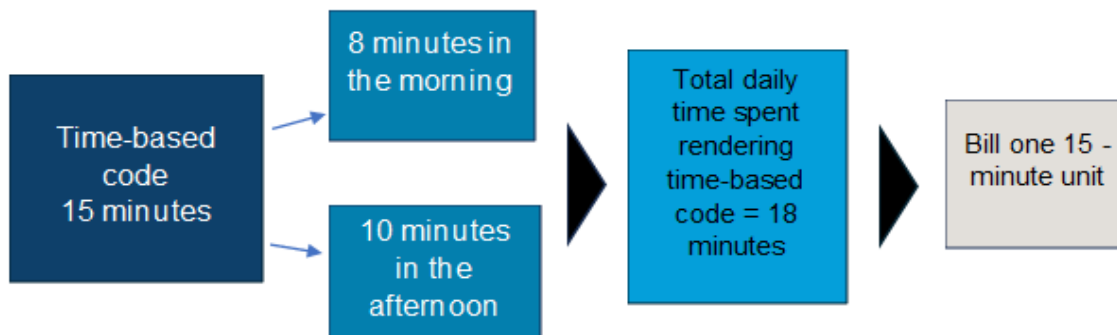 Time-based
code
15 minutes
8 minutes in
the morning
10 minutes
in the
afternoon
Total daily
time spent
rendering
time-based
code = 18
minutes
Bill one 15 -
minute unit